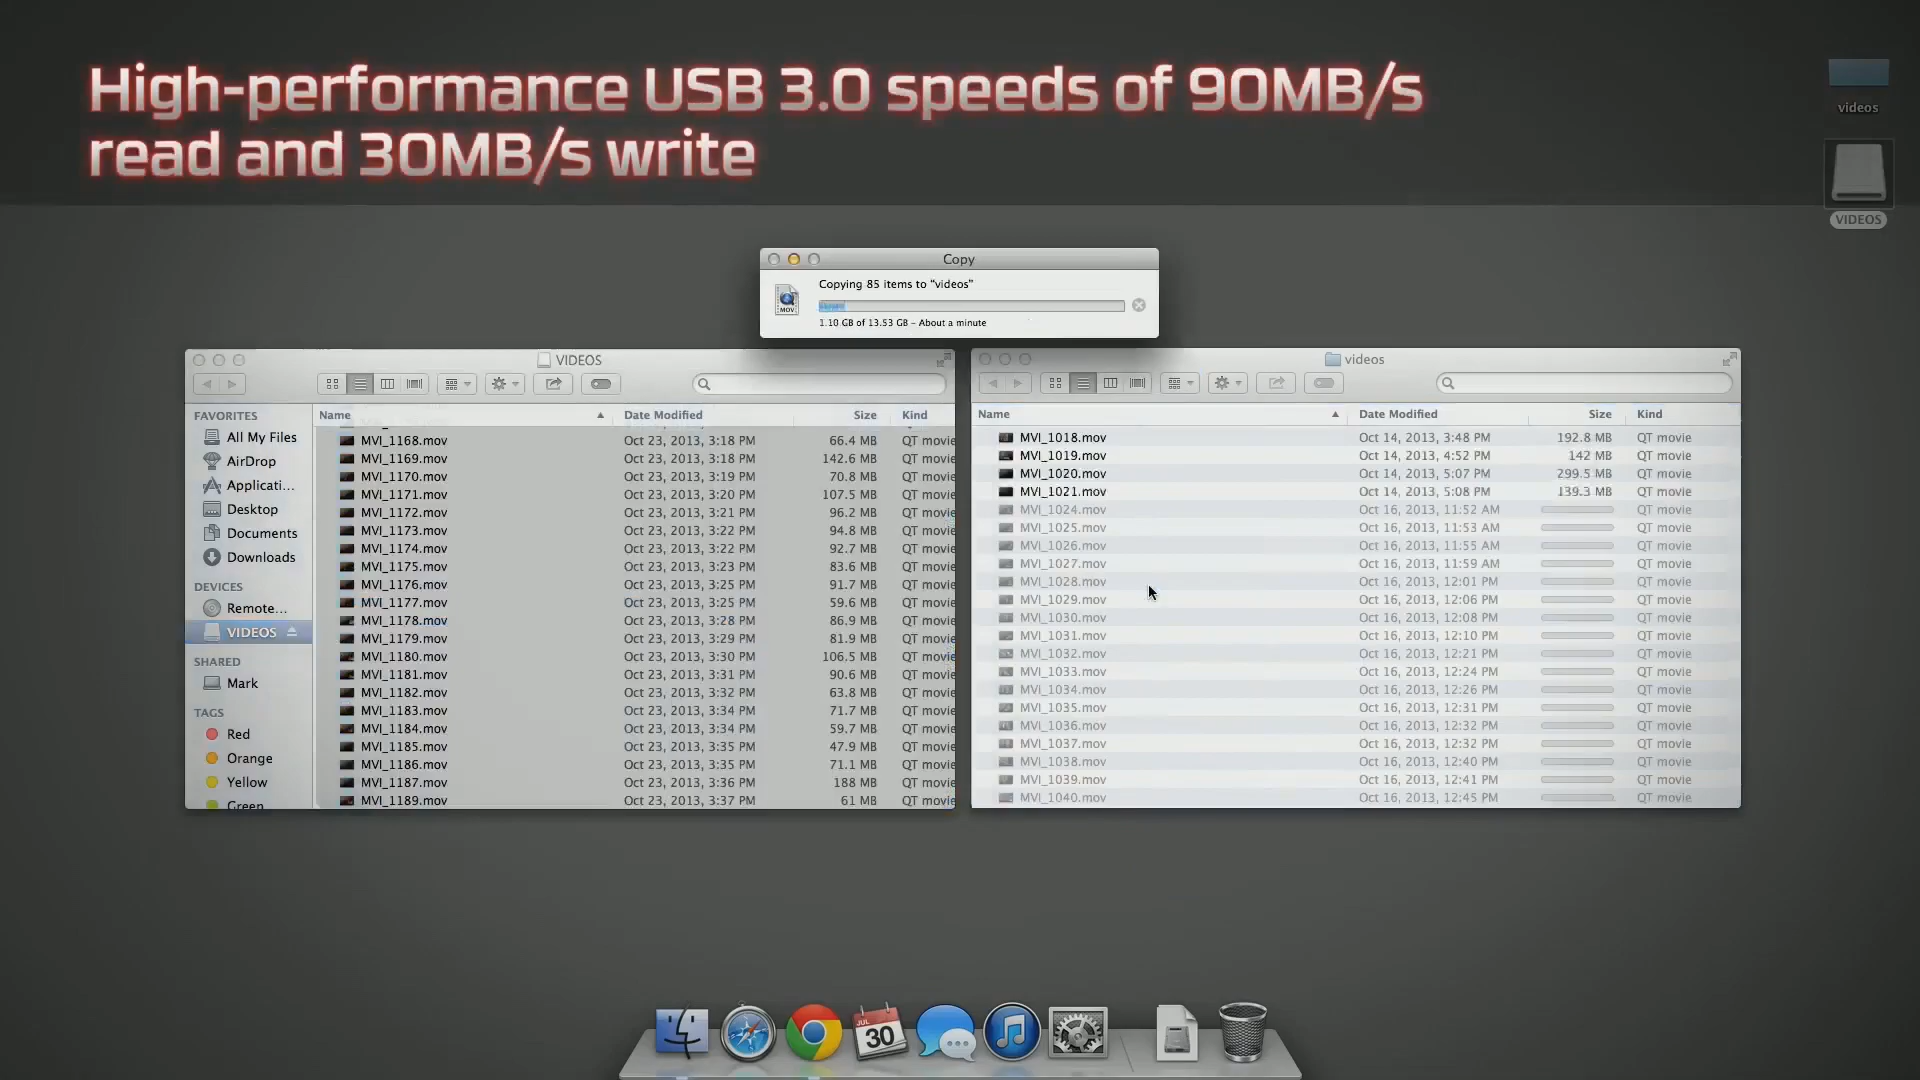 High-performance USB 3.0 speeds of 90MB/s
read and 30MB/s write
videos
VIDEOS
Copy
Copying 85 items to “videos”
MOV
1.10 GB of 13.53 GB – About a minute
VIDEOS
FAVORITES
All My Files
AirDrop
Applicati...
Desktop
Documents
Downloads
DEVICES
Remote...
VIDEOS
SHARED
Mark
TAGS
Red
Orange
Yellow
Green
Name Date Modified Size Kind
MVI_1168.mov Oct 23, 2013, 3:18 PM 66.4 MB QT movie
MVI_1169.mov Oct 23, 2013, 3:18 PM 142.6 MB QT movie
MVI_1170.mov Oct 23, 2013, 3:19 PM 70.8 MB QT movie
MVI_1171.mov Oct 23, 2013, 3:20 PM 107.5 MB QT movie
MVI_1172.mov Oct 23, 2013, 3:21 PM 96.2 MB QT movie
MVI_1173.mov Oct 23, 2013, 3:22 PM 94.8 MB QT movie
MVI_1174.mov Oct 23, 2013, 3:22 PM 92.7 MB QT movie
MVI_1175.mov Oct 23, 2013, 3:23 PM 83.6 MB QT movie
MVI_1176.mov Oct 23, 2013, 3:25 PM 91.7 MB QT movie
MVI_1177.mov Oct 23, 2013, 3:25 PM 59.6 MB QT movie
MVI_1178.mov Oct 23, 2013, 3:28 PM 86.9 MB QT movie
MVI_1179.mov Oct 23, 2013, 3:29 PM 81.9 MB QT movie
MVI_1180.mov Oct 23, 2013, 3:30 PM 106.5 MB QT movie
MVI_1181.mov Oct 23, 2013, 3:31 PM 90.6 MB QT movie
MVI_1182.mov Oct 23, 2013, 3:32 PM 63.8 MB QT movie
MVI_1183.mov Oct 23, 2013, 3:34 PM 71.7 MB QT movie
MVI_1184.mov Oct 23, 2013, 3:34 PM 59.7 MB QT movie
MVI_1185.mov Oct 23, 2013, 3:35 PM 47.9 MB QT movie
MVI_1186.mov Oct 23, 2013, 3:35 PM 71.1 MB QT movie
MVI_1187.mov Oct 23, 2013, 3:36 PM 188 MB QT movie
MVI_1189.mov Oct 23, 2013, 3:37 PM 61 MB QT movie
videos
Name Date Modified Size Kind
MVI_1018.mov Oct 14, 2013, 3:48 PM 192.8 MB QT movie
MVI_1019.mov Oct 14, 2013, 4:52 PM 142 MB QT movie
MVI_1020.mov Oct 14, 2013, 5:07 PM 299.5 MB QT movie
MVI_1021.mov Oct 14, 2013, 5:08 PM 139.3 MB QT movie
MVI_1024.mov Oct 16, 2013, 11:52 AM QT movie
MVI_1025.mov Oct 16, 2013, 11:53 AM QT movie
MVI_1026.mov Oct 16, 2013, 11:55 AM QT movie
MVI_1027.mov Oct 16, 2013, 11:59 AM QT movie
MVI_1028.mov Oct 16, 2013, 12:01 PM QT movie
MVI_1029.mov Oct 16, 2013, 12:06 PM QT movie
MVI_1030.mov Oct 16, 2013, 12:08 PM QT movie
MVI_1031.mov Oct 16, 2013, 12:10 PM QT movie
MVI_1032.mov Oct 16, 2013, 12:21 PM QT movie
MVI_1033.mov Oct 16, 2013, 12:24 PM QT movie
MVI_1034.mov Oct 16, 2013, 12:26 PM QT movie
MVI_1035.mov Oct 16, 2013, 12:31 PM QT movie
MVI_1036.mov Oct 16, 2013, 12:32 PM QT movie
MVI_1037.mov Oct 16, 2013, 12:32 PM QT movie
MVI_1038.mov Oct 16, 2013, 12:40 PM QT movie
MVI_1039.mov Oct 16, 2013, 12:41 PM QT movie
MVI_1040.mov Oct 16, 2013, 12:45 PM QT movie
JUL
30